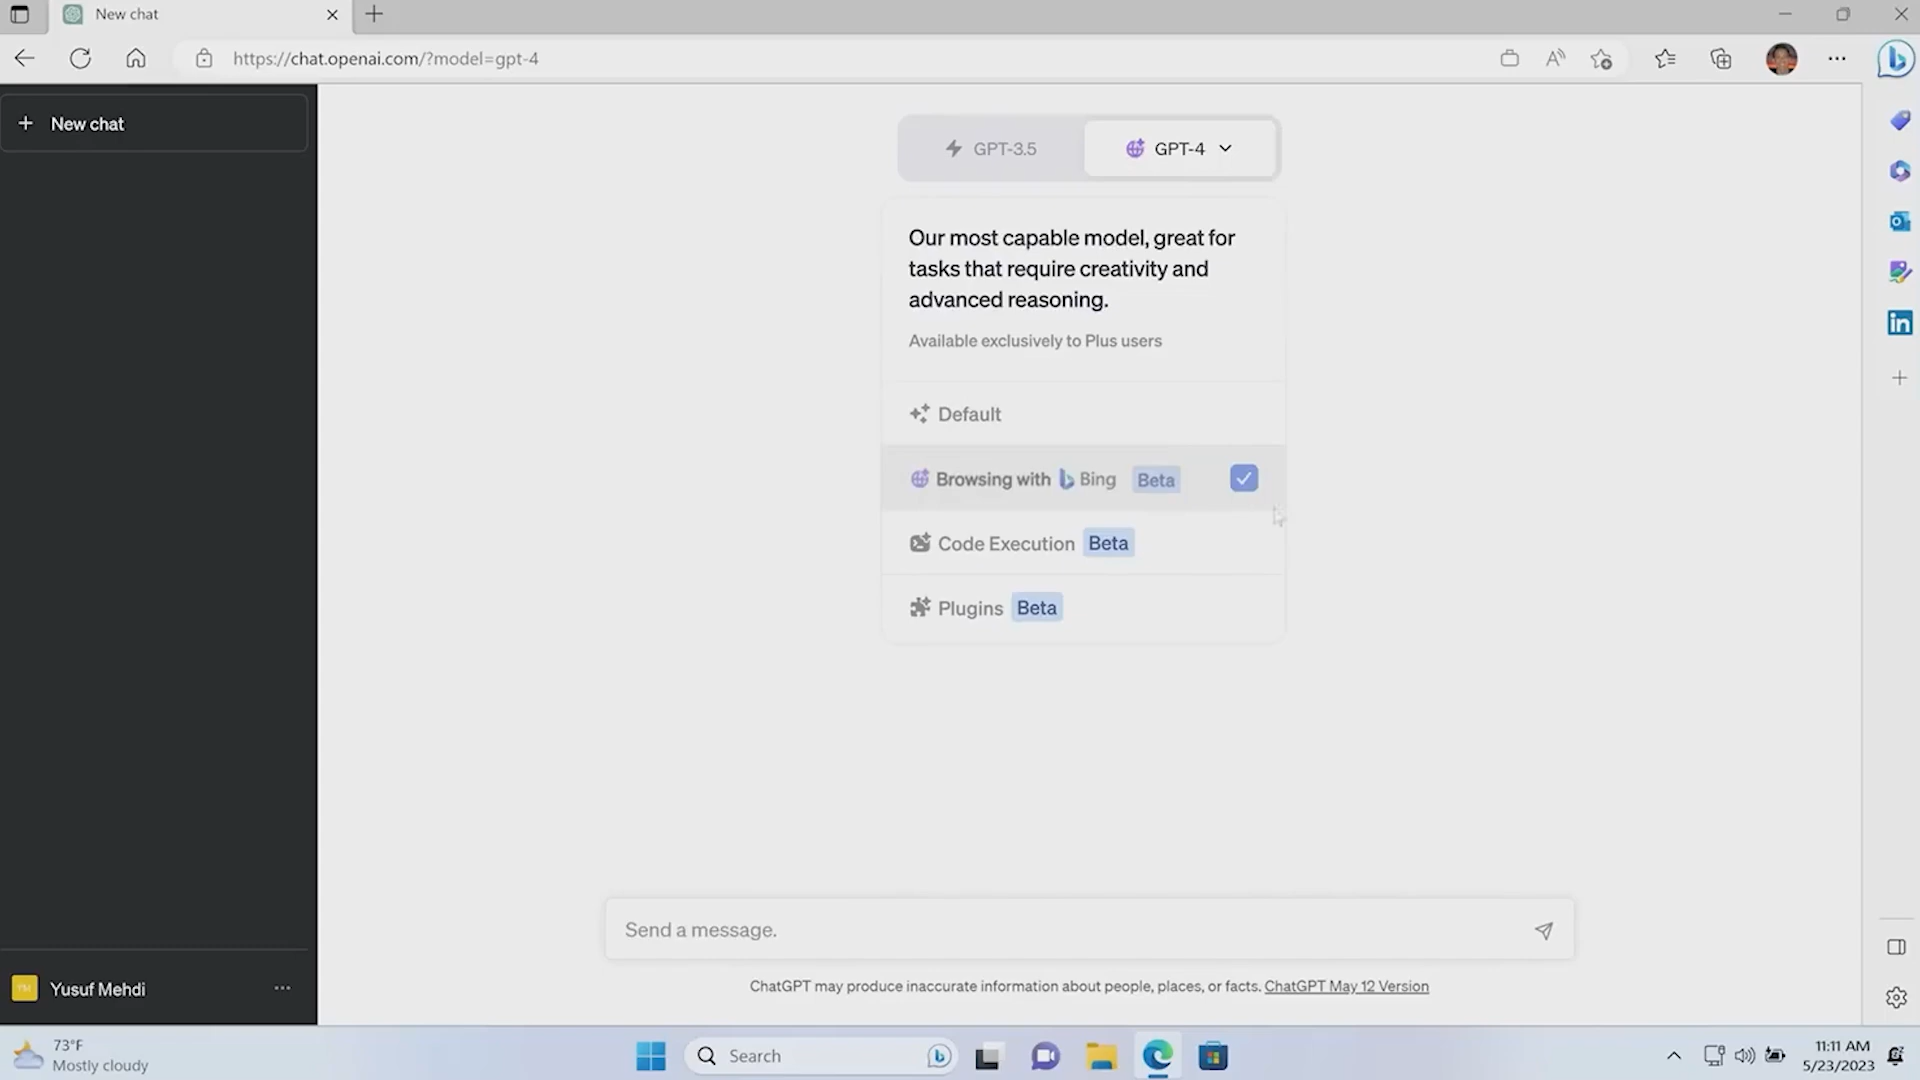 New chat
https://chat.openai.com/?model=gpt-4
New chat
GPT-3.5
GPT-4
Our most capable model, great for
tasks that require creativity and
advanced reasoning.
Available exclusively to Plus users
Default
Browsing with Bing Beta
Code Execution Beta
Plugins Beta
Send a message.
ChatGPT may produce inaccurate information about people, places, or facts. ChatGPT May 12 Version
YM Yusuf Mehdi
73°F
Mostly cloudy
Search
11:11 AM
5/23/2023